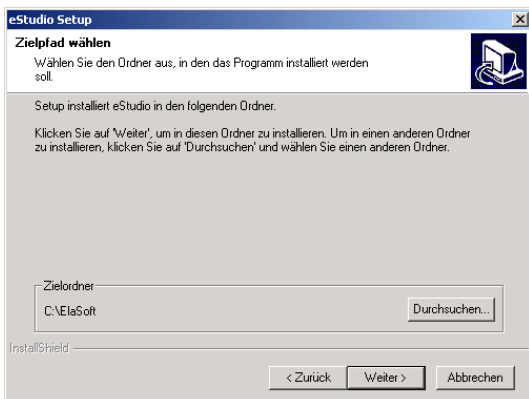 eStudio Setup
Zielpfad wählen
Wählen Sie den Ordner aus, in den das Programm installiert werden
soll.
Setup installiert eStudio in den folgenden Ordner.
Klicken Sie auf 'Weiter', um in diesen Ordner zu installieren. Um in einen anderen Ordner
zu installieren, klicken Sie auf 'Durchsuchen' und wählen Sie einen anderen Ordner.
Zielordner
C:\ElaSoft
Durchsuchen...
InstallShield
< Zurück
Weiter >
Abbrechen